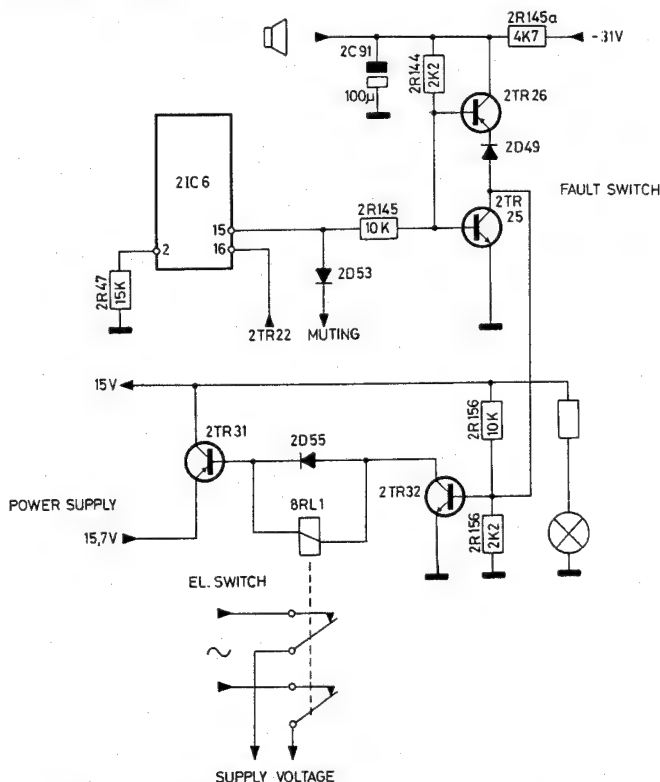 2R145a
4K7
-31V
2C91
100µ
2R144
2K2
2TR26
2D49
FAULT SWITCH
2IC6
15
16
2
2R145
10K
2TR
25
2R47
15K
2D53
2TR22
MUTING
15V
2TR31
2D55
2R156
10K
POWER SUPPLY
8RL1
2TR32
15,7V
2R156
2K2
EL. SWITCH
SUPPLY VOLTAGE